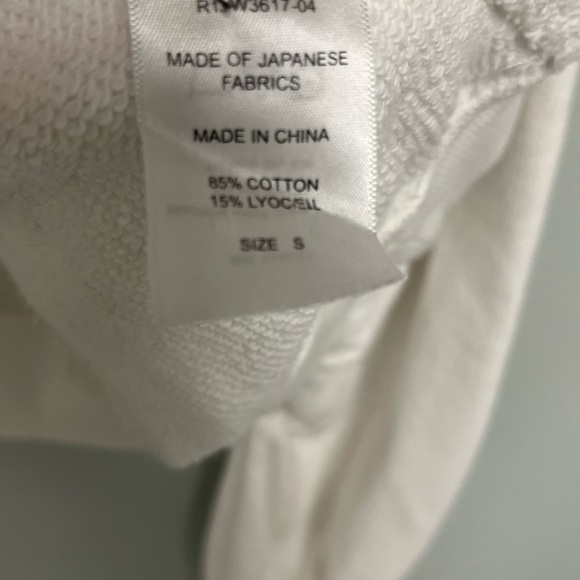 MADE OF JAPANESE
FABRICS
MADE IN CHINA
85% COTTON
15% LYOCELL
SIZE S